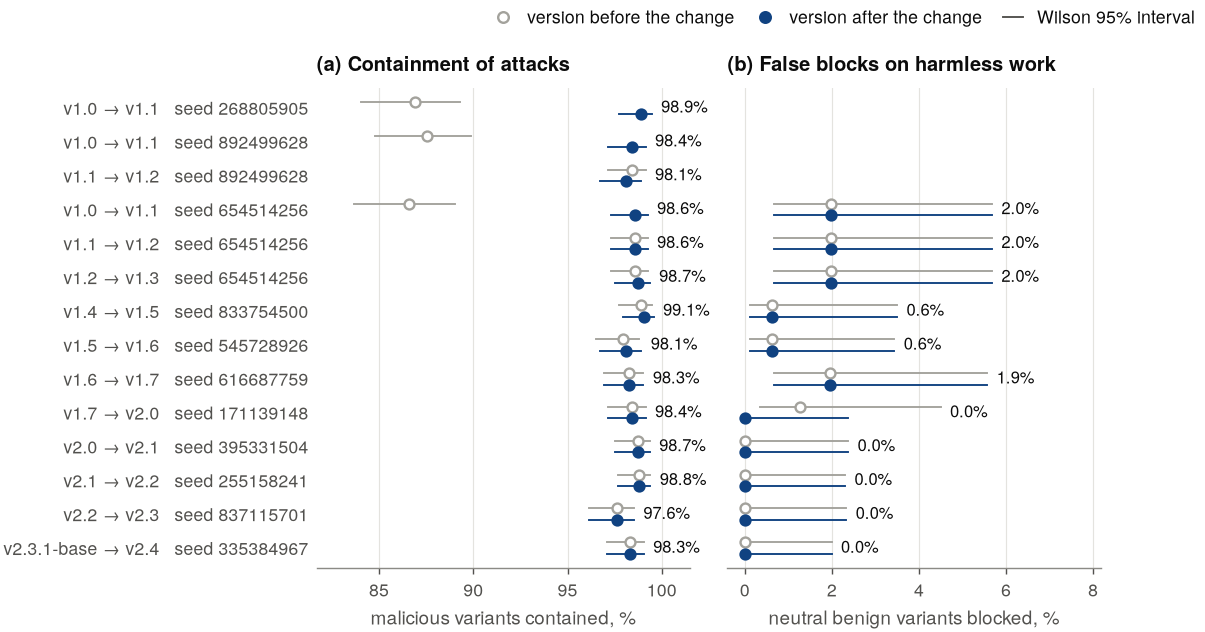 version before the change   version after the change   Wilson 95% interval
(a) Containment of attacks   (b) False blocks on harmless work
v1.0 → v1.1   seed 268805905   98.9%
v1.0 → v1.1   seed 892499628   98.4%
v1.1 → v1.2   seed 892499628   98.1%
v1.0 → v1.1   seed 654514256   98.6%   2.0%
v1.1 → v1.2   seed 654514256   98.6%   2.0%
v1.2 → v1.3   seed 654514256   98.7%   2.0%
v1.4 → v1.5   seed 833754500   99.1%   0.6%
v1.5 → v1.6   seed 545728926   98.1%   0.6%
v1.6 → v1.7   seed 616687759   98.3%   1.9%
v1.7 → v2.0   seed 171139148   98.4%   0.0%
v2.0 → v2.1   seed 395331504   98.7%   0.0%
v2.1 → v2.2   seed 255158241   98.8%   0.0%
v2.2 → v2.3   seed 837115701   97.6%   0.0%
v2.3.1-base → v2.4   seed 335384967   98.3%   0.0%
85   90   95   100   0   2   4   6   8
malicious variants contained, %   neutral benign variants blocked, %